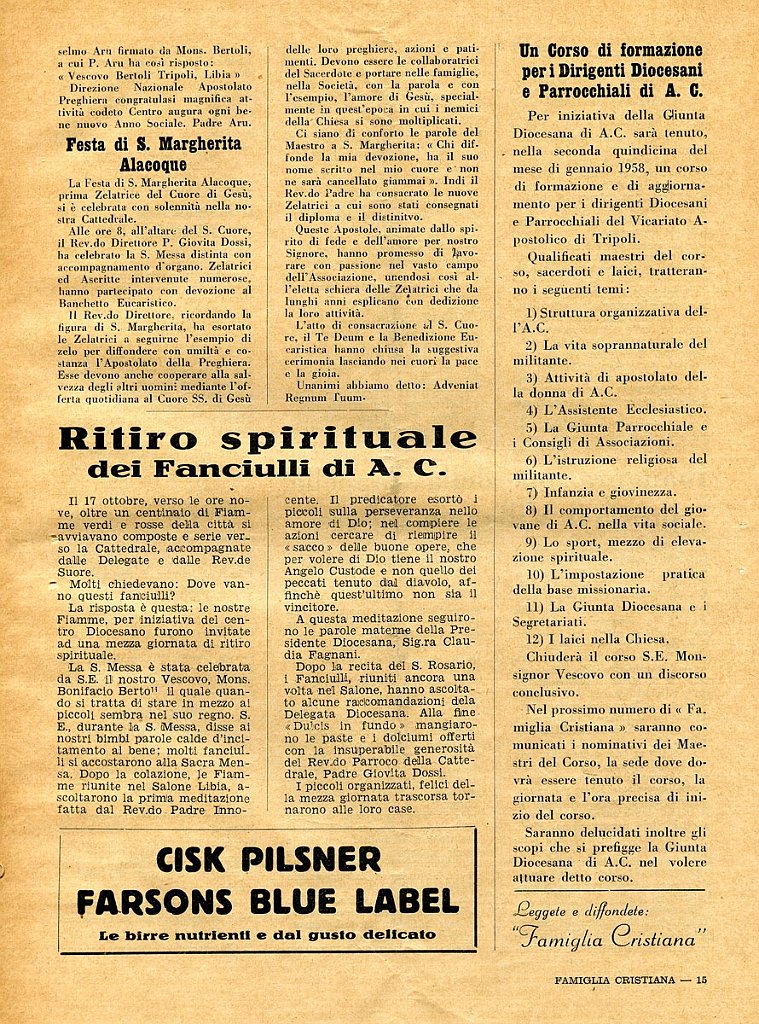 selmo Aru firmato da Mons. Bertoli,
a cui P. Aru ha così risposto:
« Vescovo Bertoli Tripoli, Libia »
Direzione Nazionale Apostolato
Preghiera congratulasi magnifica at-
tività codeto Centro augura ogni be-
ne nuovo Anno Sociale. Padre Aru.
Festa di S. Margherita
Alacoque
La Festa di S. Margherita Alacoque,
prima Zelatrice del Cuore di Gesù,
si è celebrata con solennità nella no-
stra Cattedrale.
Alle ore 8, all'altare del S. Cuore,
il Rev.do Direttore P. Giovita Dossi,
ha celebrato la S. Messa distinta con
accompagnamento d'organo. Zelatrici
ed Ascritte intervenute numerose,
hanno partecipato con devozione al
Banchetto Eucaristico.
Il Rev.do Direttore, ricordando la
figura di S. Margherita, ha esortato
le Zelatrici a seguirne l'esempio di
zelo per diffondere con umiltà e co-
stanza l'Apostolato della Preghiera.
Esse devono anche cooperare alla sal-
vezza degli altri uomini mediante l'of-
ferta quotidiana al Cuore SS. di Gesù
delle loro preghiere, azioni e pati-
menti. Devono essere le collaboratrici
del Sacerdote e portare nelle famiglie,
nella Società, con la parola e con
l'esempio, l'amore di Gesù, special-
mente in quest'epoca in cui i nemici
della Chiesa si sono moltiplicati.
Ci siano di conforto le parole del
Maestro a S. Margherita: « Chi dif-
fonde la mia devozione, ha il suo
nome scritto nel mio cuore e non
ne sarà cancellato giammai ». Indi il
Rev.do Padre ha consacrato le nuove
Zelatrici a cui sono stati consegnati
il diploma e il distinitvo.
Queste Apostole, animate dallo spi-
rito di fede e dell'amore per nostro
Signore, hanno promesso di lavo-
rare con passione nel vasto campo
dell'Associazione, unendosi così al-
l'eletta schiera delle Zelatrici che da
lunghi anni esplicano con dedizione
la loro attività.
L'atto di consacrazione al S. Cuo-
re, il Te Deum e la Benedizione Eu-
caristica hanno chiusa la suggestiva
cerimonia lasciando nei cuori la pace
e la gioia.
Unanimi abbiamo detto: Adveniat
Regnum Tuum.
Ritiro spirituale
dei Fanciulli di A. C.
Il 17 ottobre, verso le ore no-
ve, oltre un centinaio di Fiam-
me verdi e rosse della città si
avviavano composte e serie ver-
so la Cattedrale, accompagnate
dalle Delegate e dalle Rev.de
Suore.
Molti chiedevano: Dove van-
no questi fanciulli?
La risposta è questa: le nostre
Fiamme, per iniziativa del cen-
tro Diocesano furono invitate
ad una mezza giornata di ritiro
spirituale.
La S. Messa è stata celebrata
da S.E. il nostro Vescovo, Mons.
Bonifacio Bertoli il quale quan-
do si tratta di stare in mezzo ai
piccoli sembra nel suo regno. S.
E., durante la S. Messa, disse ai
nostri bimbi parole calde d'inci-
tamento al bene; molti fanciul-
li si accostarono alla Sacra Men-
sa. Dopo la colazione, le Fiam-
me riunite nel Salone Libia, a-
scoltarono la prima meditazione
fatta dal Rev.do Padre Inno-
cente. Il predicatore esortò i
piccoli sulla perseveranza nello
amore di Dio; nel compiere le
azioni cercare di riempire il
«sacco» delle buone opere, che
per volere di Dio tiene il nostro
Angelo Custode e non quello dei
peccati tenuto dal diavolo, af-
finchè quest'ultimo non sia il
vincitore.
A questa meditazione seguiro-
no le parole materne della Pre-
sidente Diocesana, Sig.ra Clau-
dia Fagnani.
Dopo la recita del S. Rosario,
i Fanciulli, riuniti ancora una
volta nel Salone, hanno ascolta-
to alcune raccomandazioni dela
Delegata Diocesana. Alla fine
«Dulcis in fundo» mangiaro-
no le paste e i dolciumi offerti
con la insuperabile generosità
del Rev.do Parroco della Catte-
drale, Padre Giovita Dossi.
I piccoli organizzati, felici del-
la mezza giornata trascorsa tor-
narono alle loro case.
CISK PILSNER
FARSONS BLUE LABEL
Le birre nutrienti e dal gusto delicato
Un Corso di formazione
per i Dirigenti Diocesani
e Parrocchiali di A. C.
Per iniziativa della Giunta
Diocesana di A.C. sarà tenuto,
nella seconda quindicina del
mese di gennaio 1958, un corso
di formazione e di aggiorna-
mento per i dirigenti Diocesani
e Parrocchiali del Vicariato A-
postolico di Tripoli.
Qualificati maestri del cor-
so, sacerdoti e laici, tratteran-
no i seguenti temi:
1) Struttura organizzativa del-
l'A.C.
2) La vita soprannaturale del
militante.
3) Attività di apostolato del-
la donna di A.C.
4) L'Assistente Ecclesiastico.
5) La Giunta Parrocchiale e
i Consigli di Associazioni.
6) L'istruzione religiosa del
militante.
7) Infanzia e giovinezza.
8) Il comportamento del gio-
vane di A.C. nella vita sociale.
9) Lo sport, mezzo di eleva-
zione spirituale.
10) L'impostazione pratica
della base missionaria.
11) La Giunta Diocesana e i
Segretariati.
12) I laici nella Chiesa.
Chiuderà il corso S.E. Mon-
signor Vescovo con un discorso
conclusivo.
Nel prossimo numero di « Fa-
miglia Cristiana » saranno co-
municati i nominativi dei Mae-
stri del Corso, la sede dove do-
vrà essere tenuto il corso, la
giornata e l'ora precisa di ini-
zio del corso.
Saranno delucidati inoltre gli
scopi che si prefigge la Giunta
Diocesana di A.C. nel volere
attuare detto corso.
Leggete e diffondete:
"Famiglia Cristiana"
FAMIGLIA CRISTIANA — 15